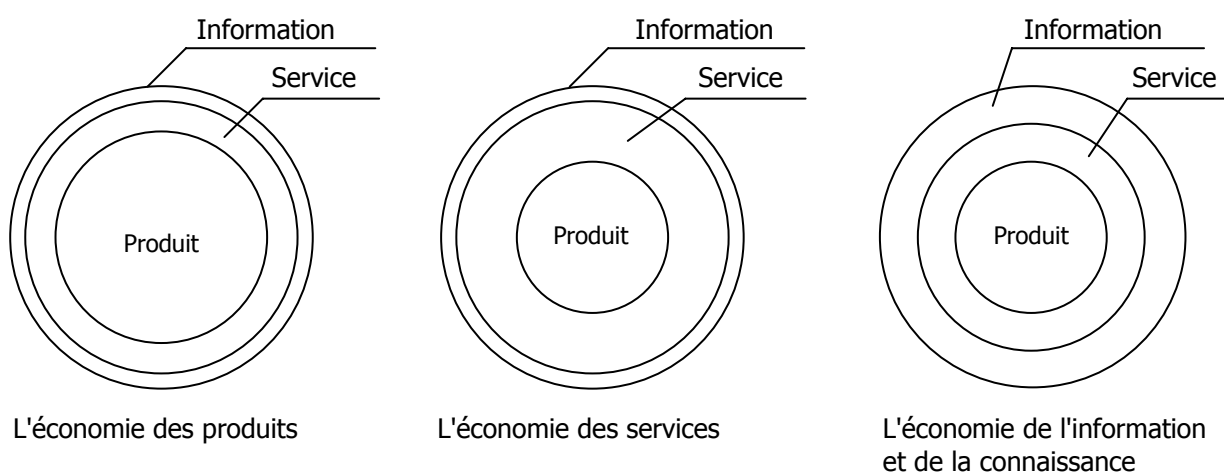 Information
Service
Produit
L'économie des produits
Information
Service
Produit
L'économie des services
Information
Service
Produit
L'économie de l'information
et de la connaissance